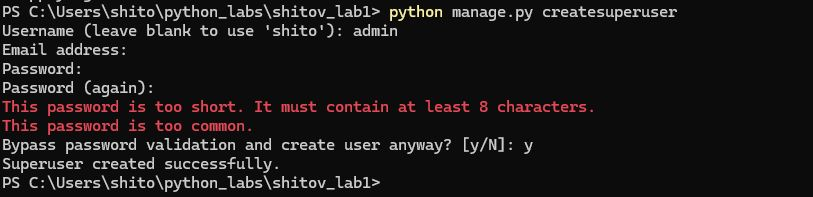 PS C:\Users\shito\python_labs\shitov_lab1> python manage.py createsuperuser
Username (leave blank to use 'shito'): admin
Email address:
Password:
Password (again):
This password is too short. It must contain at least 8 characters.
This password is too common.
Bypass password validation and create user anyway? [y/N]: y
Superuser created successfully.
PS C:\Users\shito\python_labs\shitov_lab1>